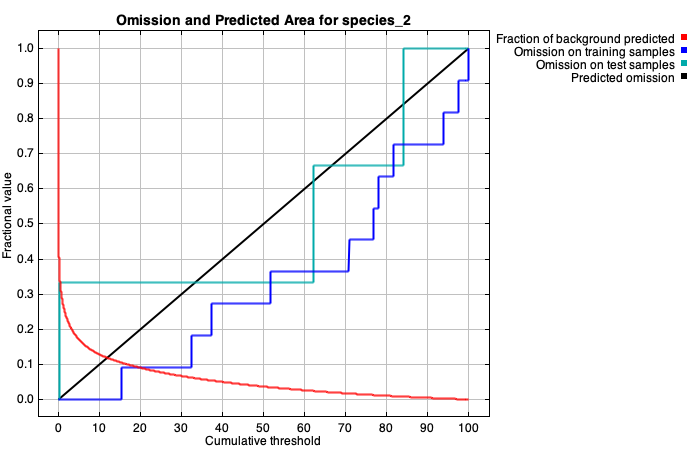 Omission and Predicted Area for species_2
Fraction of background predicted
Omission on training samples
Omission on test samples
Predicted omission
Fractional value
1.0
0.9
0.8
0.7
0.6
0.5
0.4
0.3
0.2
0.1
0.0
0 10 20 30 40 50 60 70 80 90 100
Cumulative threshold